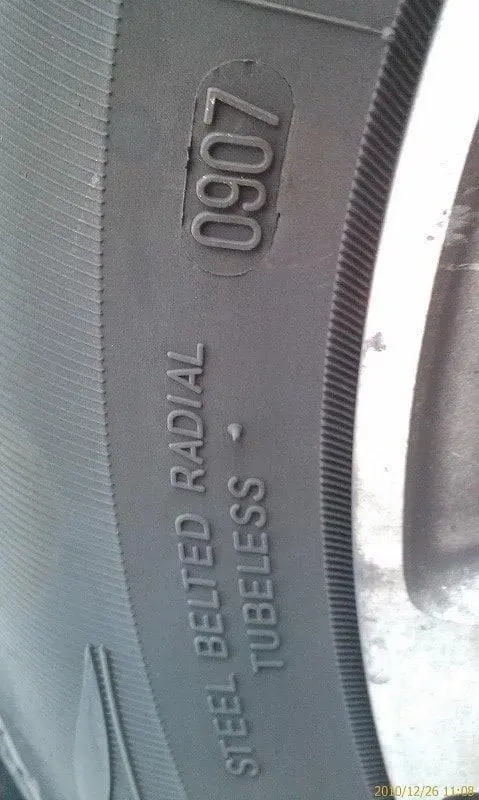 0907
STEEL BELTED RADIAL
TUBELESS
2010/12/26 11:08